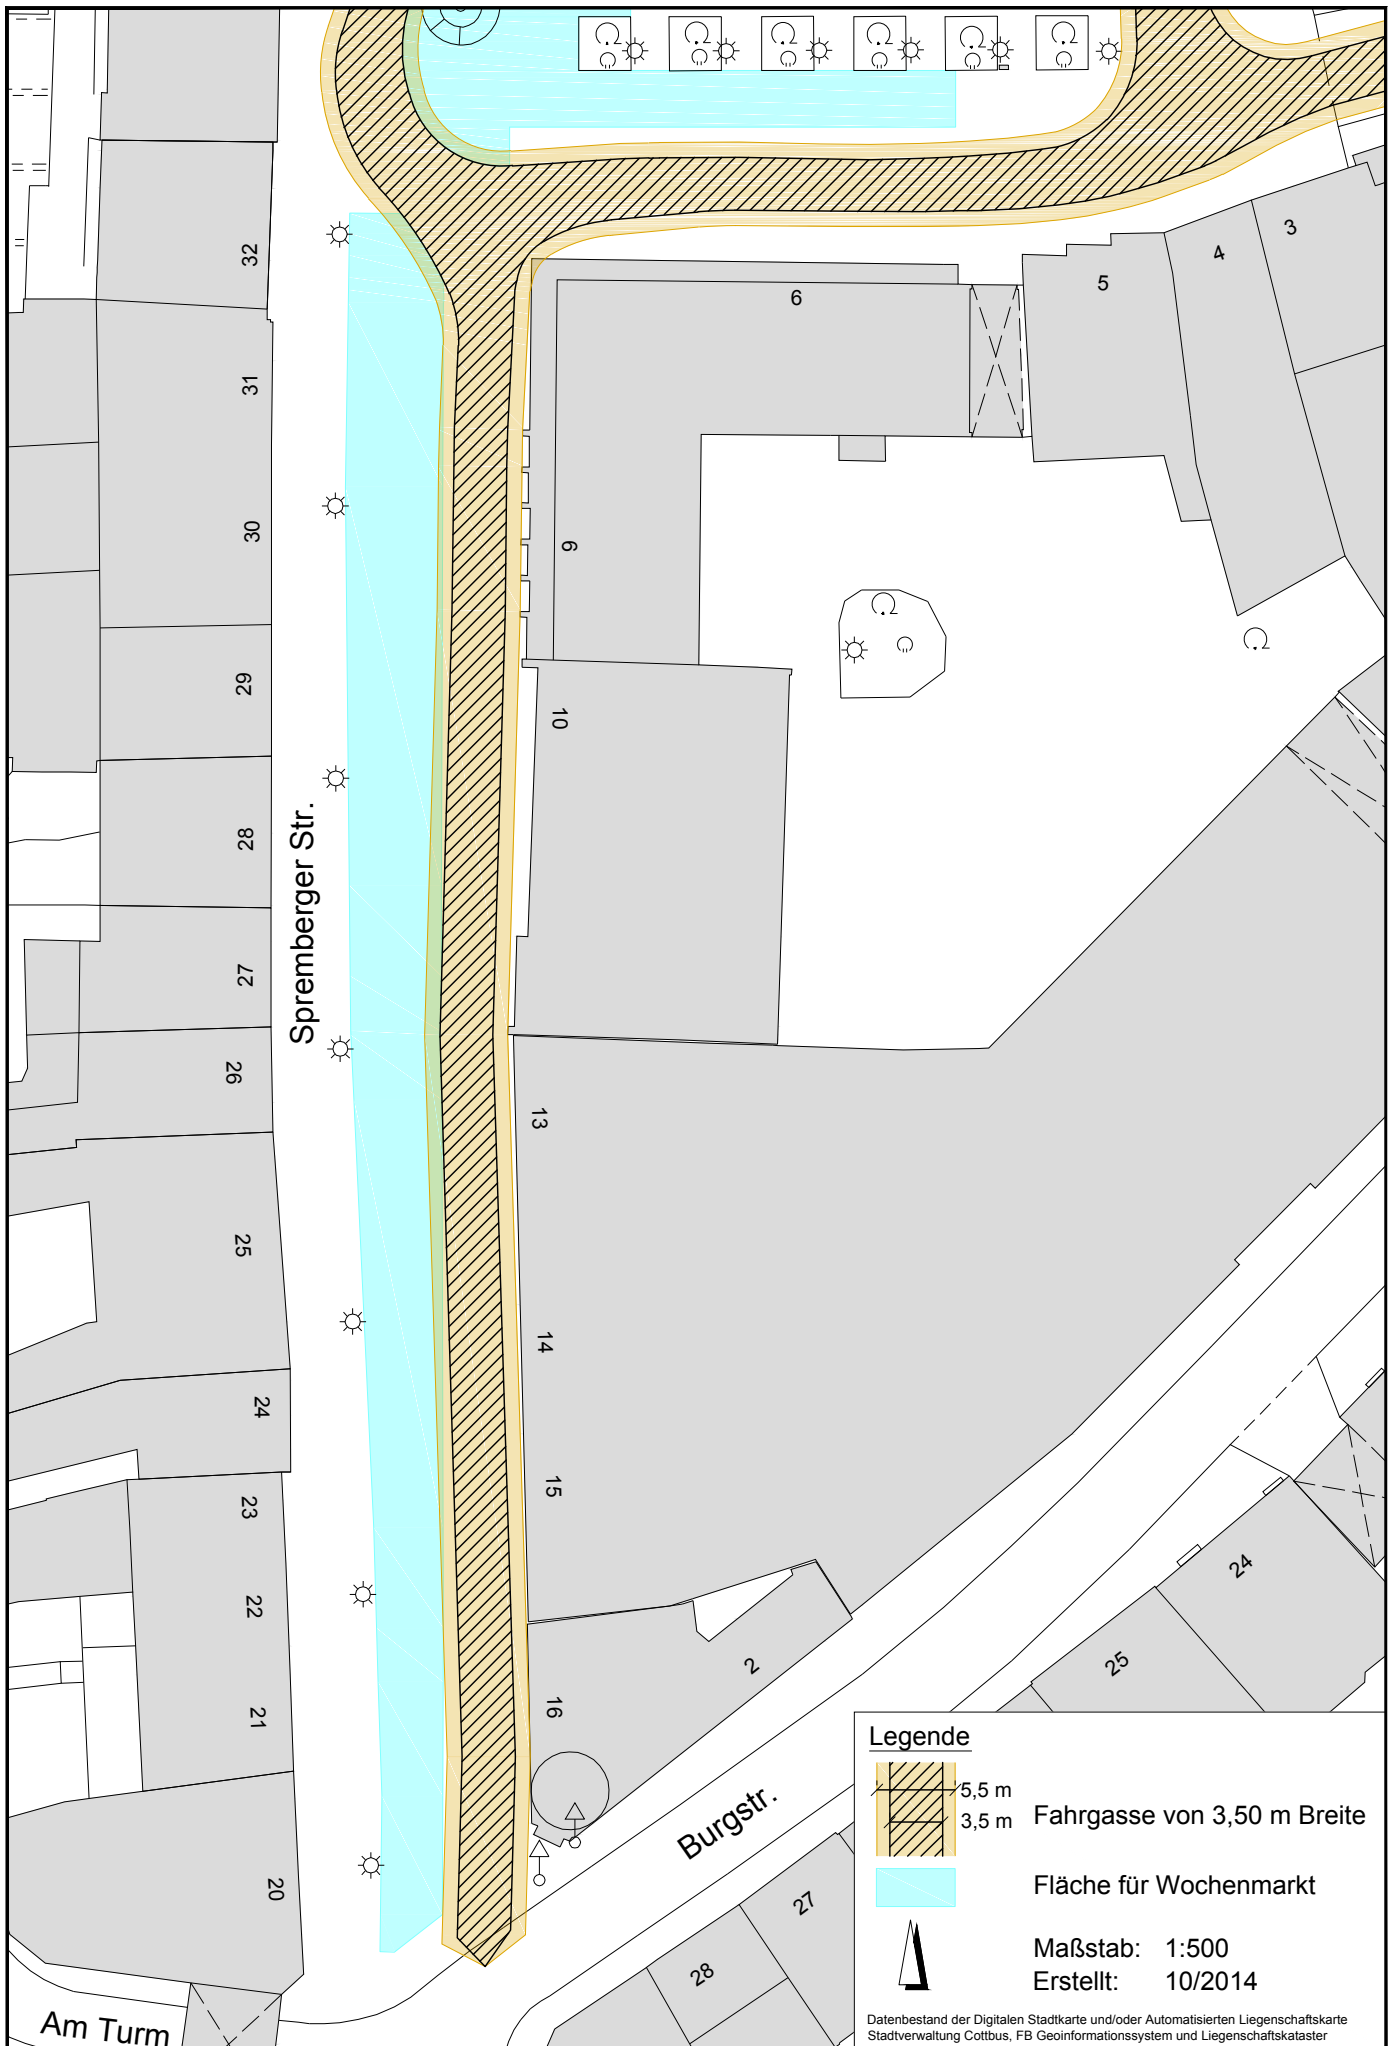 3
4
5
6
32
31
30
6
29
10
28
Spremberger Str.
27
26
13
25
14
24
15
23
24
22
2
25
16
21
Burgstr.
27
20
28
Am Turm
Legende
5,5 m
3,5 m
Fahrgasse von 3,50 m Breite
Fläche für Wochenmarkt
Maßstab: 1:500
Erstellt: 10/2014
Datenbestand der Digitalen Stadtkarte und/oder Automatisierten Liegenschaftskarte
Stadtverwaltung Cottbus, FB Geoinformationssystem und Liegenschaftskataster